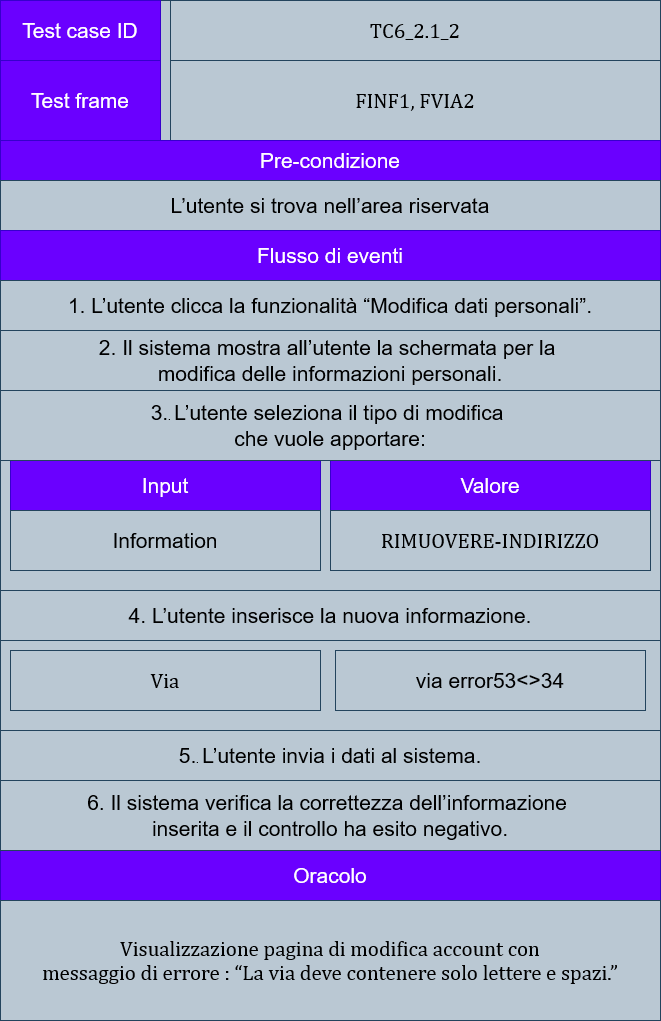 Test case ID
TC6_2.1_2
Test frame
FINF1, FVIA2
Pre-condizione
L’utente si trova nell’area riservata
Flusso di eventi
1. L’utente clicca la funzionalità “Modifica dati personali”.
2. Il sistema mostra all’utente la schermata per la
modifica delle informazioni personali.
3.. L’utente seleziona il tipo di modifica
che vuole apportare:
Input
Valore
Information
RIMUOVERE-INDIRIZZO
4. L’utente inserisce la nuova informazione.
Via
via error53<>34
5.. L’utente invia i dati al sistema.
6. Il sistema verifica la correttezza dell’informazione
inserita e il controllo ha esito negativo.
Oracolo
Visualizzazione pagina di modifica account con
messaggio di errore : “La via deve contenere solo lettere e spazi.”